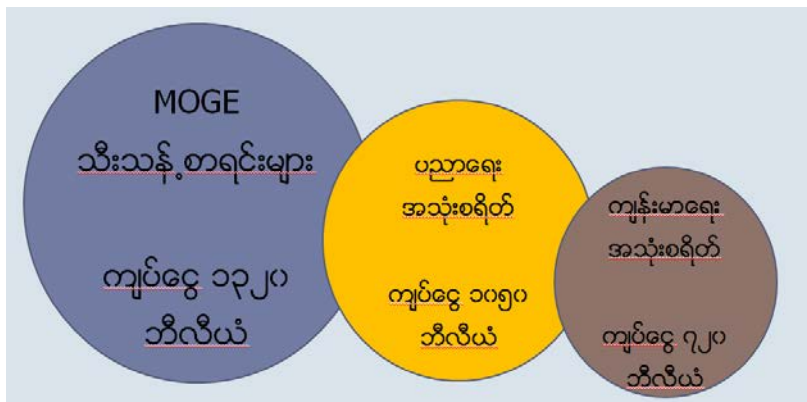 MOGE
သီးသန့်စာရင်းများ
ကျပ်ငွေ ၁၃၂၀
ဘီလီယံ
ပညာရေး
အသုံးစရိတ်
ကျပ်ငွေ ၁၀၅၀
ဘီလီယံ
ကျန်းမာရေး
အသုံးစရိတ်
ကျပ်ငွေ ၇၂၀
ဘီလီယံ